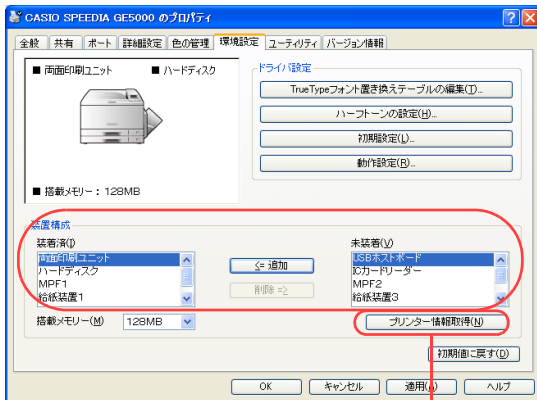 CASIO SPEEDIA GE5000 のプロパティ
全般 共有 ポート 詳細設定 色の管理 環境設定 ユーティリティ バージョン情報
■ 両面印刷ユニット ■ ハードディスク
■ 搭載メモリー： 128MB
ドライバ設定
TrueTypeフォント置き換えテーブルの編集(T)...
ハーフトーンの設定(H)...
初期設定(L)...
動作設定(R)...
装置構成
装着済(I)
両面印刷ユニット
ハードディスク
MPF1
給紙装置1
<= 追加
削除 =>
未装着(V)
USBホストボード
ICカードリーダー
MPF2
給紙装置3
搭載メモリー(M) 128MB
プリンター情報取得(N)
初期値に戻す(D)
OK キャンセル 適用(A) ヘルプ